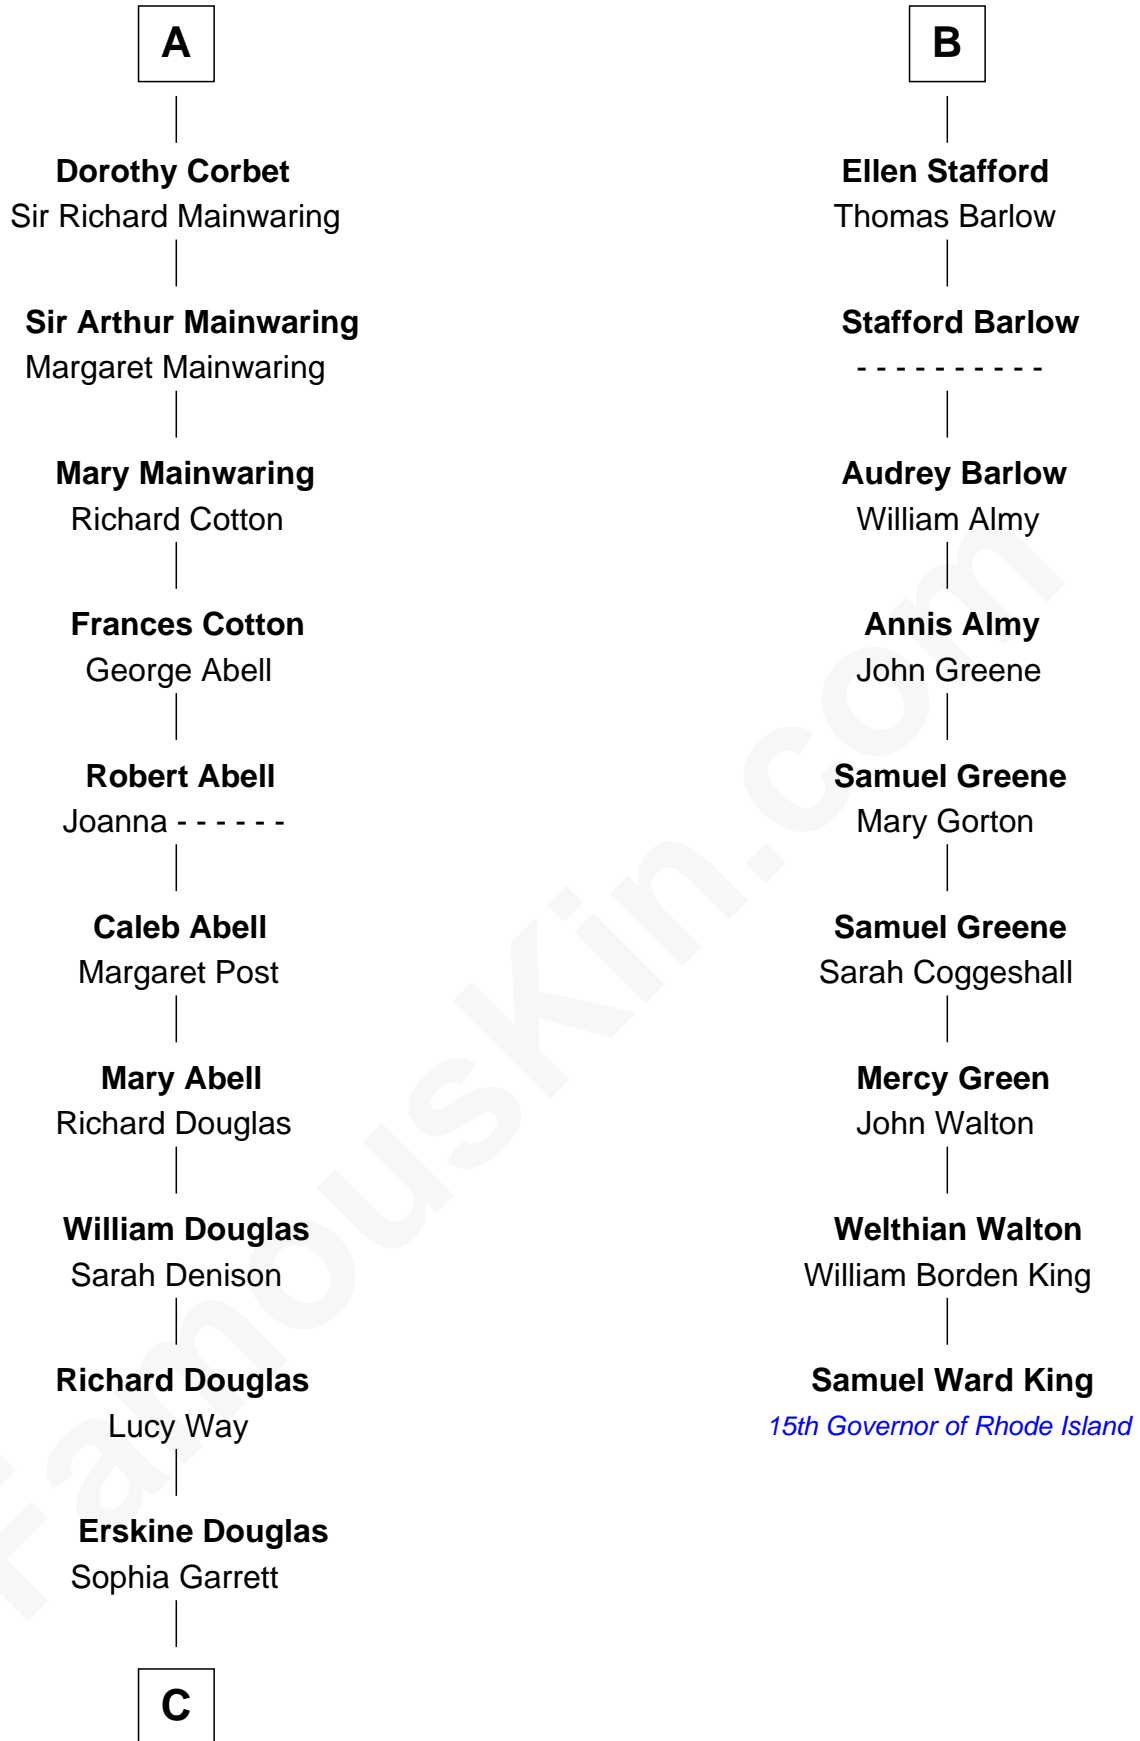 A
Dorothy Corbet
Sir Richard Mainwaring
Sir Arthur Mainwaring
Margaret Mainwaring
Mary Mainwaring
Richard Cotton
Frances Cotton
George Abell
Robert Abell
Joanna - - - - - -
Caleb Abell
Margaret Post
Mary Abell
Richard Douglas
William Douglas
Sarah Denison
Richard Douglas
Lucy Way
Erskine Douglas
Sophia Garrett
C
B
Ellen Stafford
Thomas Barlow
Stafford Barlow
- - - - - - - - - -
Audrey Barlow
William Almy
Annis Almy
John Greene
Samuel Greene
Mary Gorton
Samuel Greene
Sarah Coggeshall
Mercy Green
John Walton
Welthian Walton
William Borden King
Samuel Ward King
15th Governor of Rhode Island
FamousKin.com